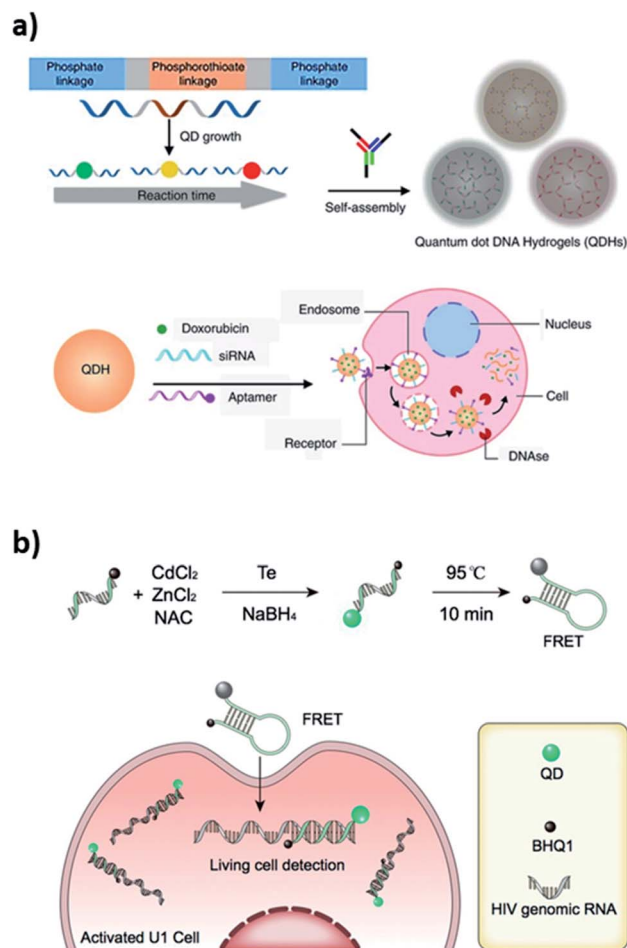 a)
Phosphate linkage
Phosphorothioate linkage
Phosphate linkage
QD growth
Reaction time
Self-assembly
Quantum dot DNA Hydrogels (QDHs)
QDH
Doxorubicin
siRNA
Aptamer
Endosome
Receptor
Nucleus
Cell
DNAse
b)
+
CdCl₂
ZnCl₂
NAC
Te
NaBH₄
95℃
10 min
FRET
FRET
Living cell detection
Activated U1 Cell
QD
BHQ1
HIV genomic RNA